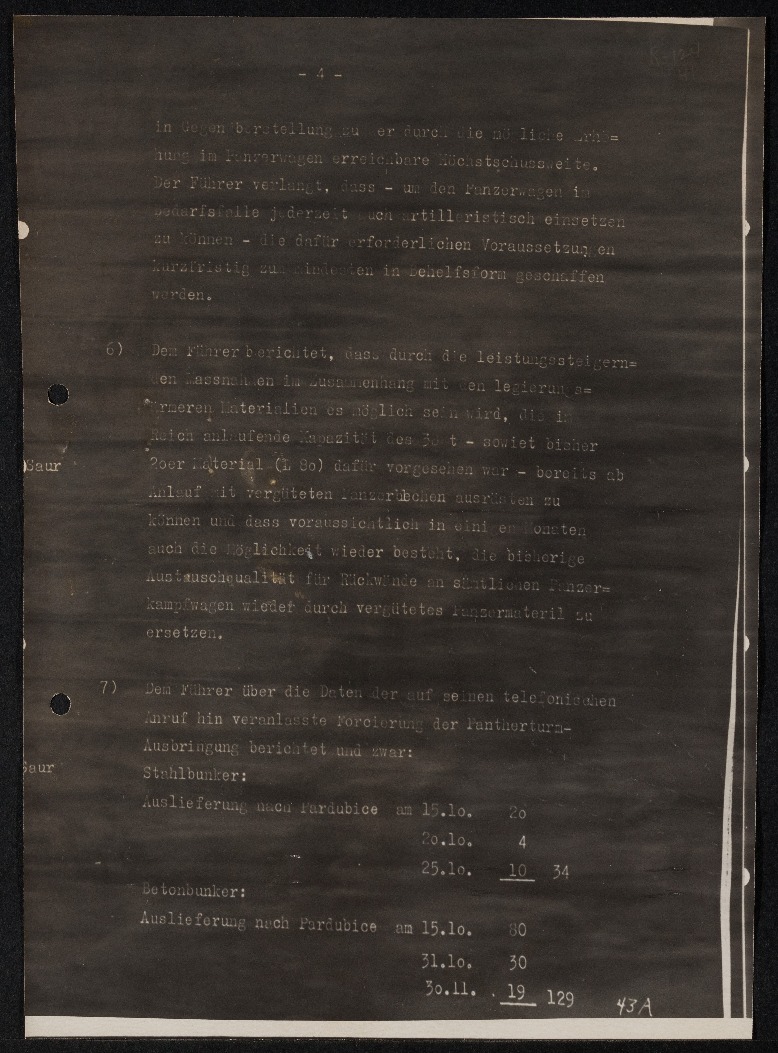 - 4 -
in Gegenüberstellung zu der durch die mögliche Erhö=
hung im Panzerwagen erreichbare Höchstschussweite.
Der Führer verlangt, dass - um den Panzerwagen im
Bedarfsfalle jederzeit auch artilleristisch einsetzen
zu können - die dafür erforderlichen Voraussetzungen
kurzfristig zum mindesten in Behelfsform geschaffen
werden.
6) Dem Führer berichtet, dass durch die leistungssteigern=
den Massnahmen im Zusammenhang mit den legierungs=
ärmeren Materialien es möglich sein wird, die im
Reich anlaufende Kapazität des 38 t - soweit bisher
Saur 20er Material (L 80) dafür vorgesehen war - bereits ab
Anlauf mit vergüteten Panzerblechen ausrüsten zu
können und dass voraussichtlich in einigen Monaten
auch die Möglichkeit wieder besteht, die bisherige
Austauschqualität für Rückwände an sämtlichen Panzer=
kampfwagen wieder durch vergütetes Panzermateril zu
ersetzen.
7) Dem Führer über die Daten der auf seinen telefonischen
Anruf hin veranlasste Forcierung der Pantherturm-
Ausbringung berichtet und zwar:
Saur
Stahlbunker:
Auslieferung nach Pardubice am 15.10. 20
20.10. 4
25.10. 10 34
Betonbunker:
Auslieferung nach Pardubice am 15.10. 80
31.10. 30
30.11. 19 129
43A